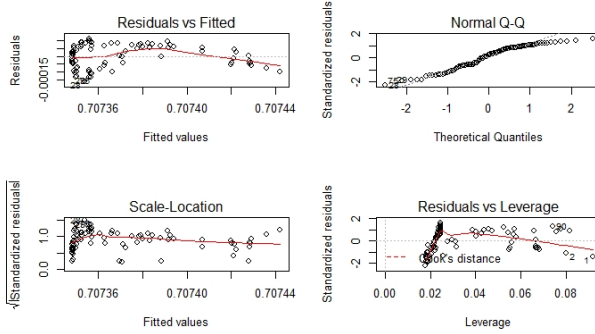 Residuals vs Fitted
Residuals
-0.00015
0.70736 0.70740 0.70744
Fitted values
Normal Q-Q
Standardized residuals
-2 0 2
-2 -1 0 1 2
Theoretical Quantiles
Scale-Location
√|Standardized residuals|
0.0 1.0
0.70736 0.70740 0.70744
Fitted values
Residuals vs Leverage
Standardized residuals
-2 0 2
Cook's distance
2 1
0.00 0.02 0.04 0.06 0.08
Leverage